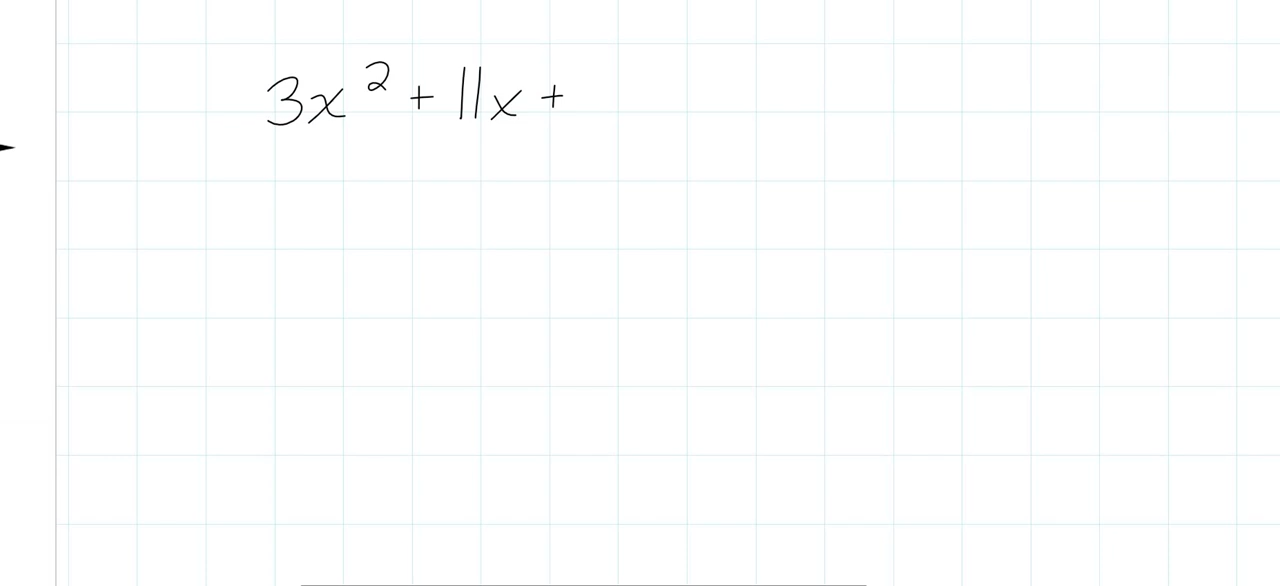 3x² + 11x +